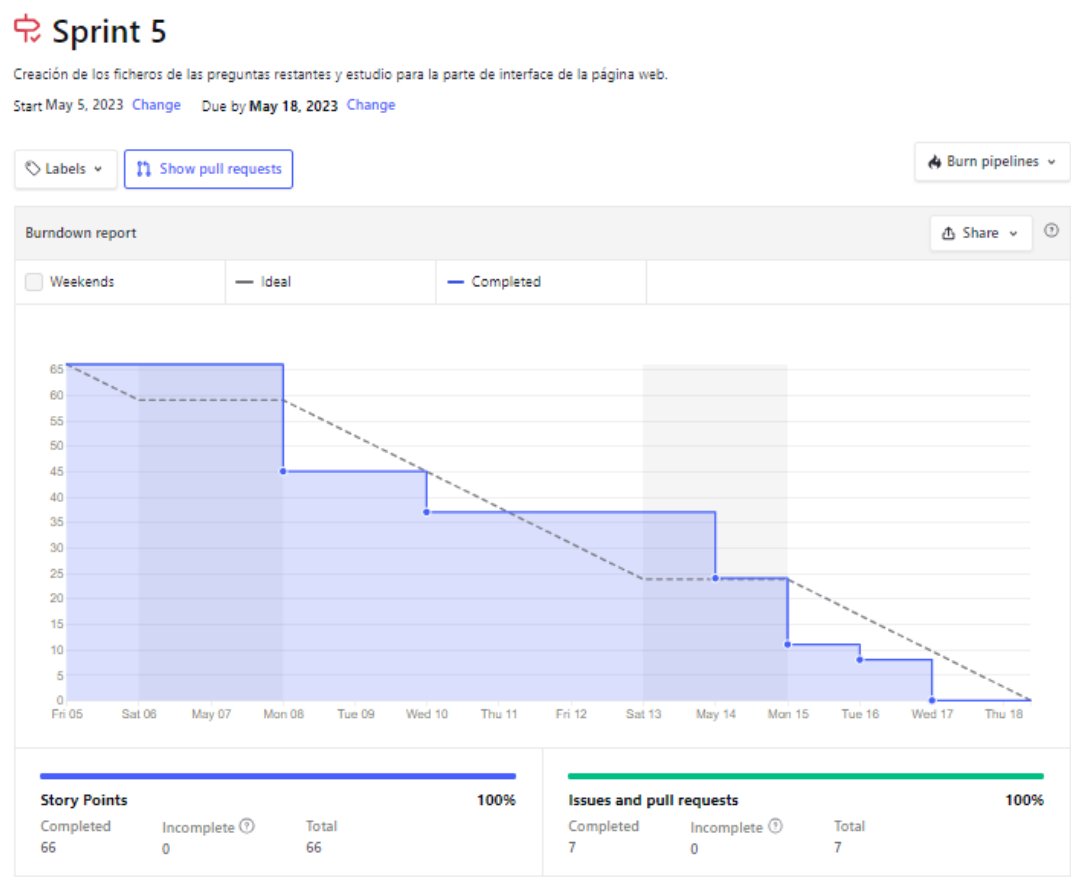 Sprint 5
Creación de los ficheros de las preguntas restantes y estudio para la parte de interface de la página web.
Start May 5, 2023 Change Due by May 18, 2023 Change
Labels Show pull requests Burn pipelines
Burndown report Share
Weekends Ideal Completed
65
60
55
50
45
40
35
30
25
20
15
10
5
0
Fri 05 Sat 06 May 07 Mon 08 Tue 09 Wed 10 Thu 11 Fri 12 Sat 13 May 14 Mon 15 Tue 16 Wed 17 Thu 18
Story Points 100% Issues and pull requests 100%
Completed Incomplete ? Total Completed Incomplete ? Total
66 0 66 7 0 7